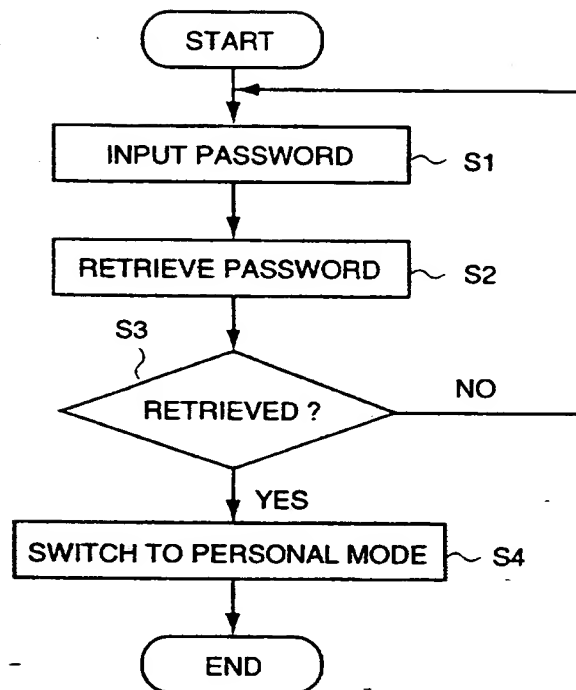 START
INPUT PASSWORD
S1
RETRIEVE PASSWORD
S2
S3
RETRIEVED ?
NO
YES
SWITCH TO PERSONAL MODE
S4
END